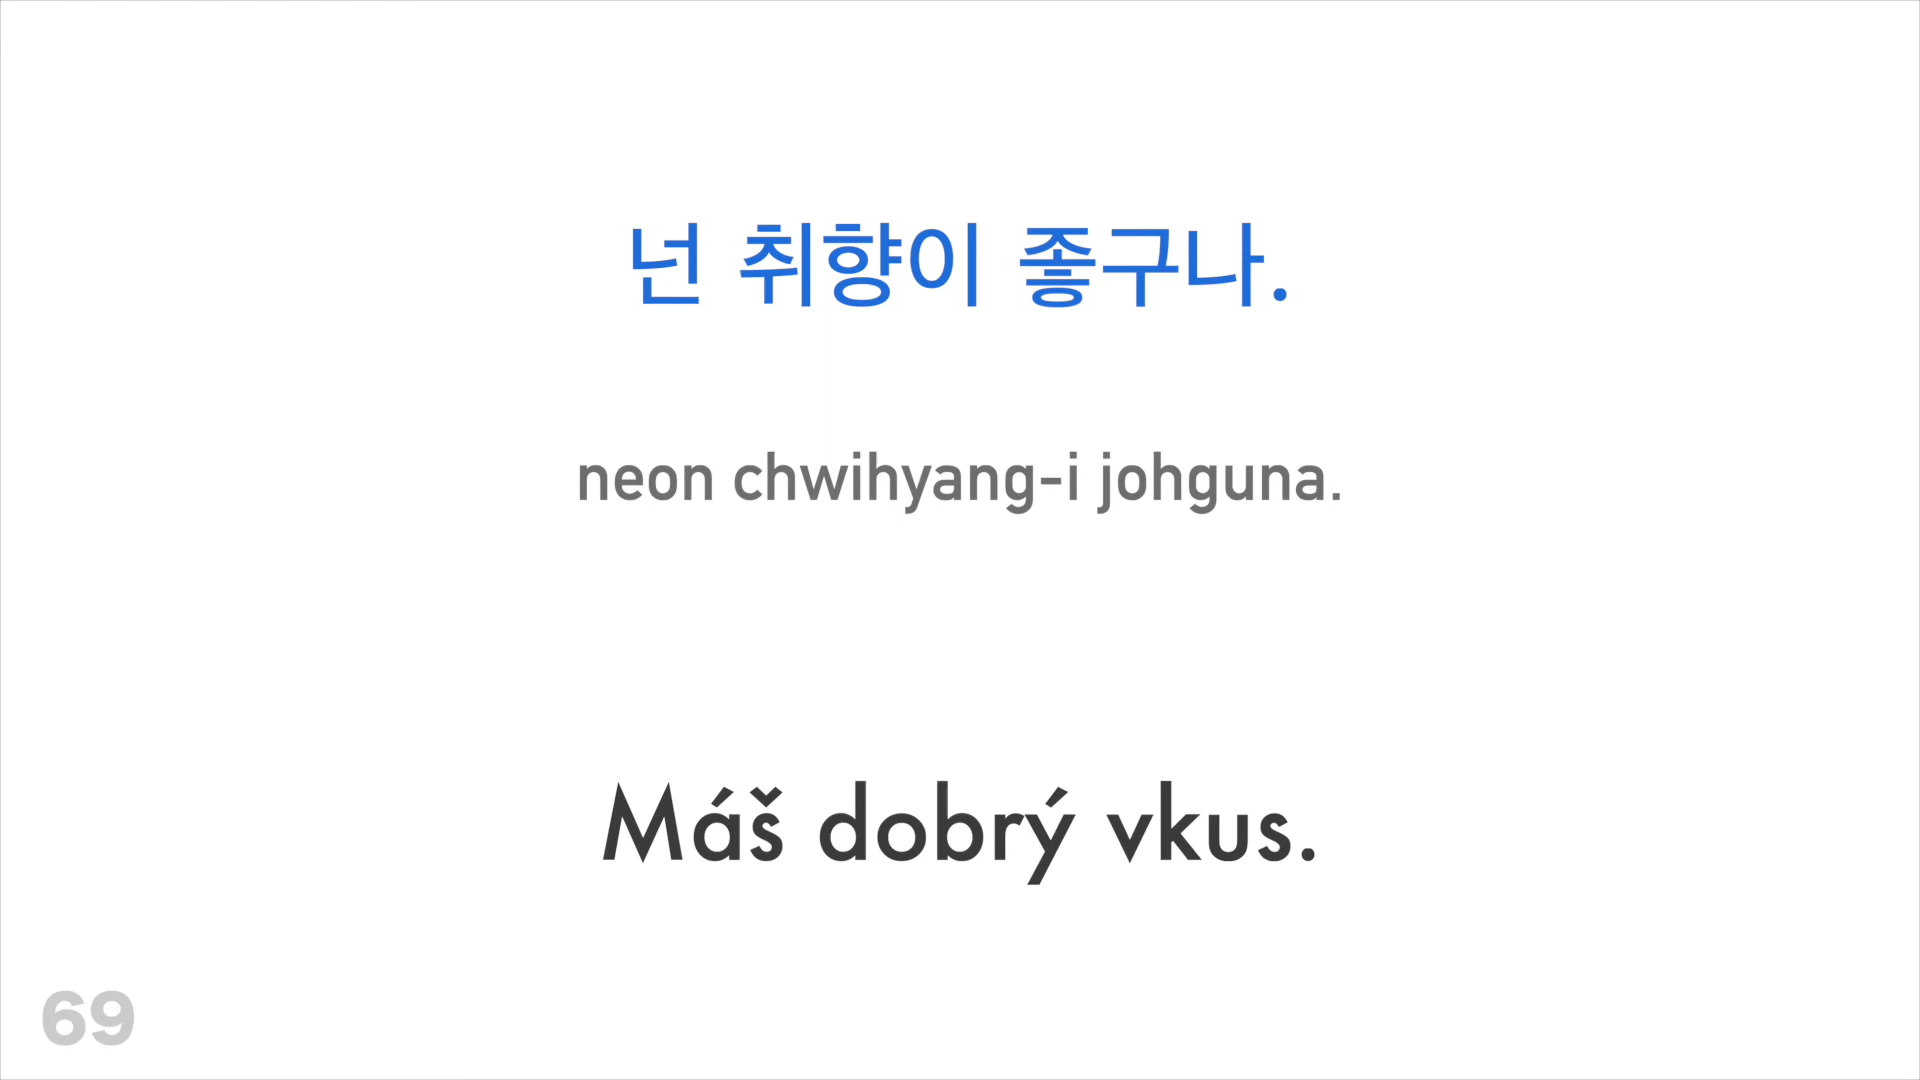 넌 취향이 좋구나.
neon chwihyang-i johguna.
Máš dobrý vkus.
69